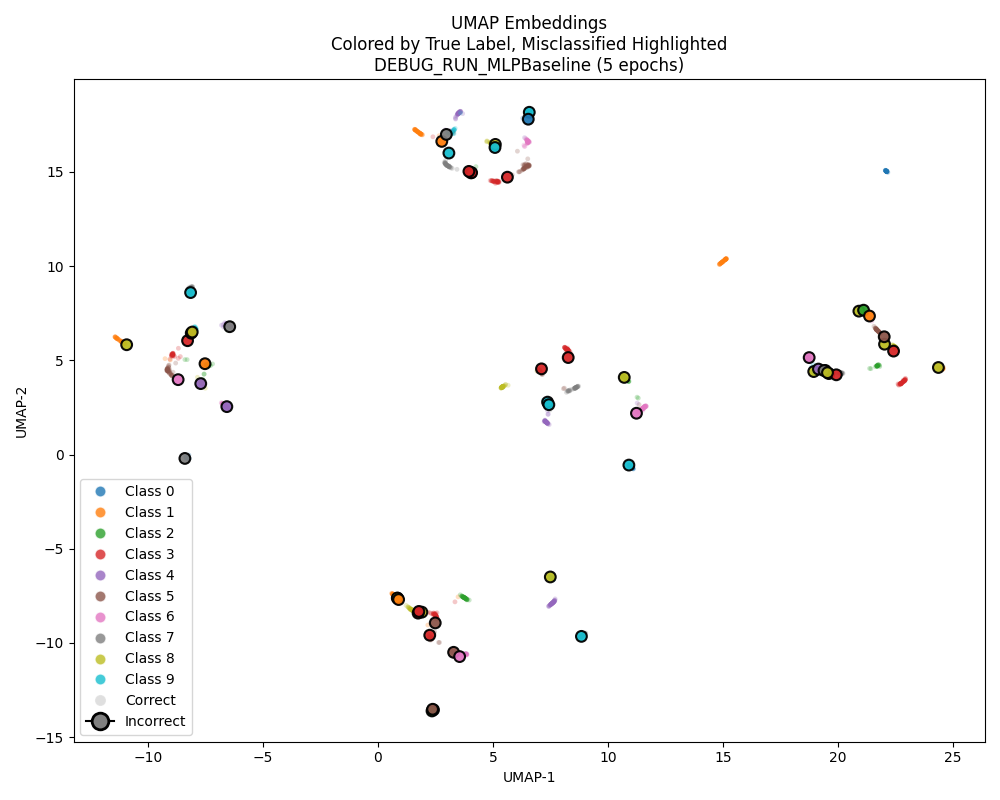 UMAP Embeddings
Colored by True Label, Misclassified Highlighted
DEBUG_RUN_MLPBaseline (5 epochs)
UMAP-2
15
10
5
0
−5
−10
−15
Class 0
Class 1
Class 2
Class 3
Class 4
Class 5
Class 6
Class 7
Class 8
Class 9
Correct
Incorrect
−10 −5 0 5 10 15 20 25
UMAP-1